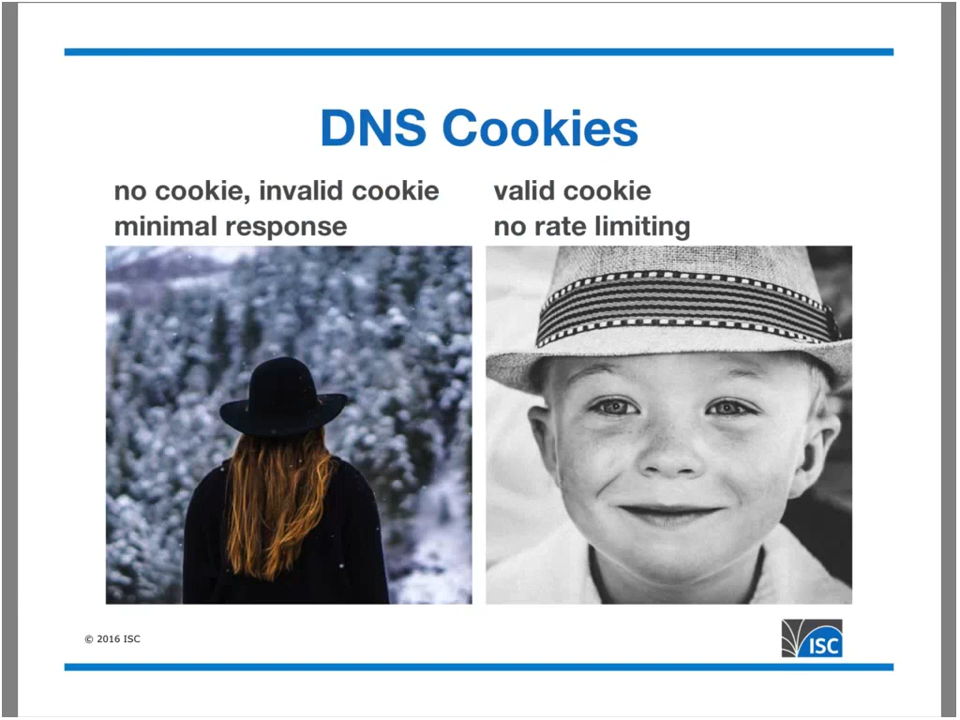 DNS Cookies
no cookie, invalid cookie
minimal response
valid cookie
no rate limiting
© 2016 ISC
ISC